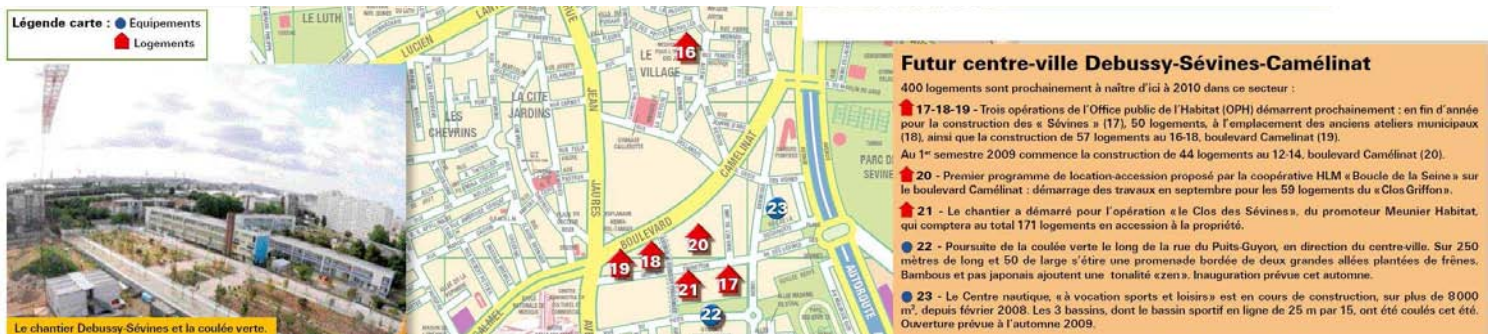 Légende carte : Equipements
Logements
Le chantier Debussy-Sévines et la coulée verte.
LE LUTH
LUCIEN
LE
VILLAGE
16
LA CITE
JARDINS
LES
CHEVRINS
JEAN
JAURES
BOULEVARD
CAMELINAT
PARC D
SEVINE
AUTOROUTE
23
20
18
19
21
17
22
Futur centre-ville Debussy-Sévines-Camélinat
400 logements sont prochainement à naître d'ici à 2010 dans ce secteur :
17-18-19 - Trois opérations de l'Office public de l'Habitat (OPH) démarrent prochainement : en fin d'année
pour la construction des « Sévines » (17), 50 logements, à l'emplacement des anciens ateliers municipaux
(18), ainsi que la construction de 57 logements au 16-18, boulevard Camelinat (19).
Au 1er semestre 2009 commence la construction de 44 logements au 12-14, boulevard Camélinat (20).
20 - Premier programme de location-accession proposé par la coopérative HLM « Boucle de la Seine » sur
le boulevard Camélinat : démarrage des travaux en septembre pour les 59 logements du « Clos Griffon ».
21 - Le chantier a démarré pour l'opération « le Clos des Sévines », du promoteur Meunier Habitat,
qui comptera au total 171 logements en accession à la propriété.
22 - Poursuite de la coulée verte le long de la rue du Puits-Guyon, en direction du centre-ville. Sur 250
mètres de long et 50 de large s'étire une promenade bordée de deux grandes allées plantées de frênes.
Bambous et pas japonais ajoutent une tonalité « zen ». Inauguration prévue cet automne.
23 - Le Centre nautique, « à vocation sports et loisirs » est en cours de construction, sur plus de 8000
m², depuis février 2008. Les 3 bassins, dont le bassin sportif en ligne de 25 m par 15, ont été coulés cet été.
Ouverture prévue à l'automne 2009.